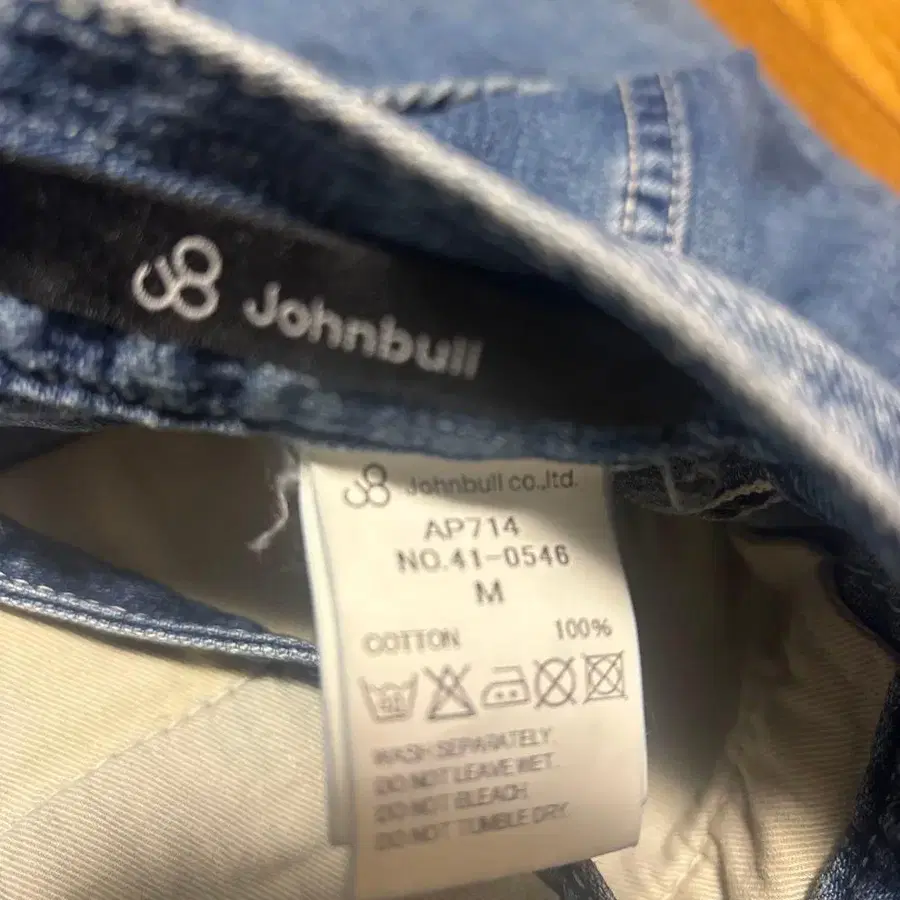 Johnbull
Johnbull co.,ltd.
AP714
NO.41-0546
M
COTTON 100%
WASH SEPARATELY.
DO NOT LEAVE WET.
DO NOT BLEACH.
DO NOT TUMBLE DRY.